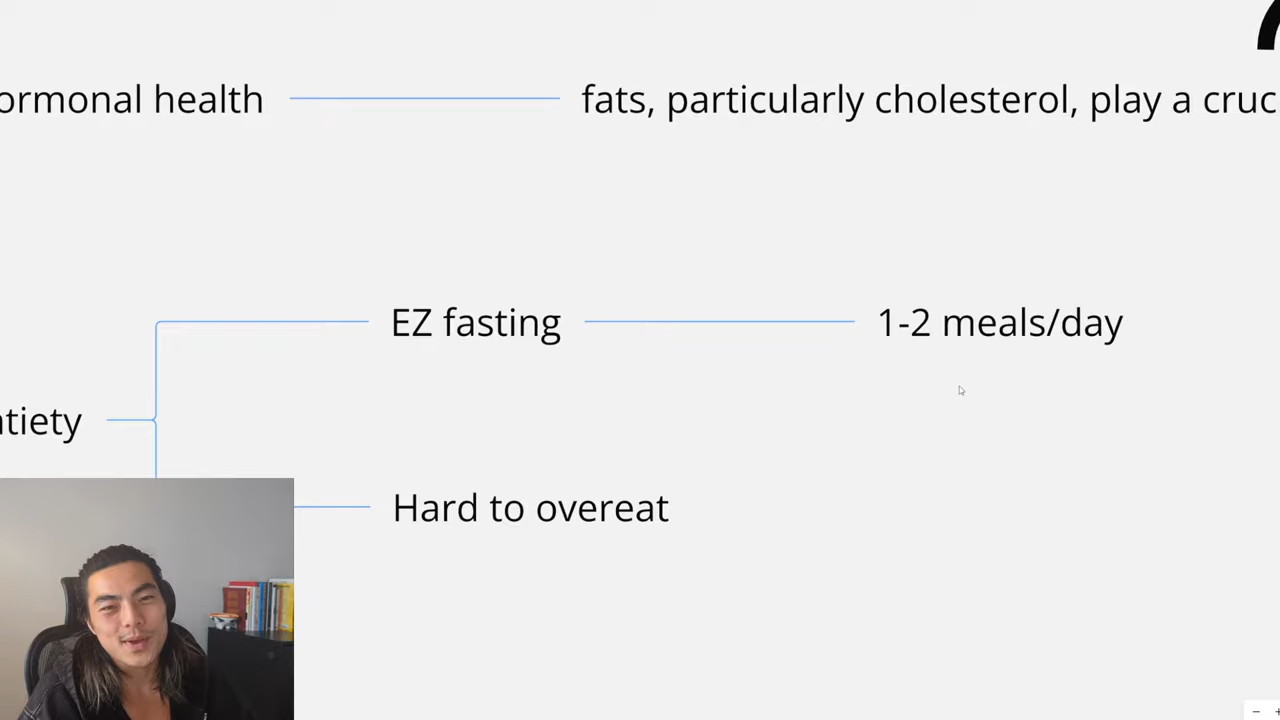 ormonal health
fats, particularly cholesterol, play a cruc
EZ fasting
1-2 meals/day
tiety
Hard to overeat